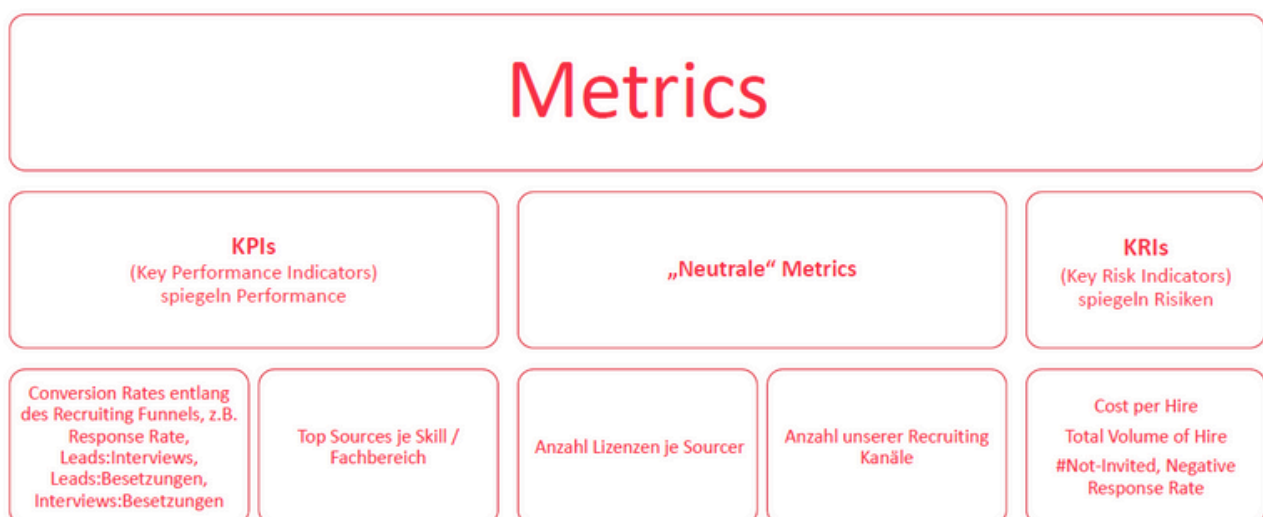 Metrics
KPIs
(Key Performance Indicators)
spiegeln Performance
„Neutrale“ Metrics
KRIs
(Key Risk Indicators)
spiegeln Risiken
Conversion Rates entlang
des Recruiting Funnels, z.B.
Response Rate,
Leads:Interviews,
Leads:Besetzungen,
Interviews:Besetzungen
Top Sources je Skill /
Fachbereich
Anzahl Lizenzen je Sourcer
Anzahl unserer Recruiting
Kanäle
Cost per Hire
Total Volume of Hire
#Not-Invited, Negative
Response Rate